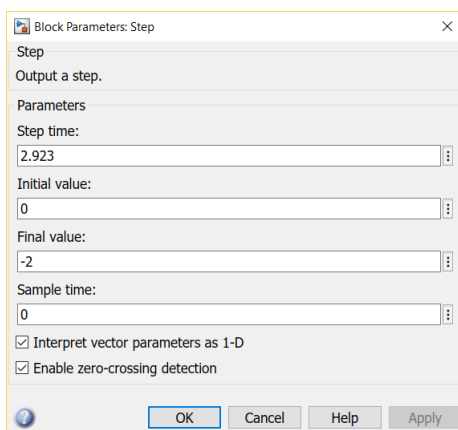 Block Parameters: Step
Step
Output a step.
Parameters
Step time:
2.923
Initial value:
0
Final value:
-2
Sample time:
0
Interpret vector parameters as 1-D
Enable zero-crossing detection
OK Cancel Help Apply